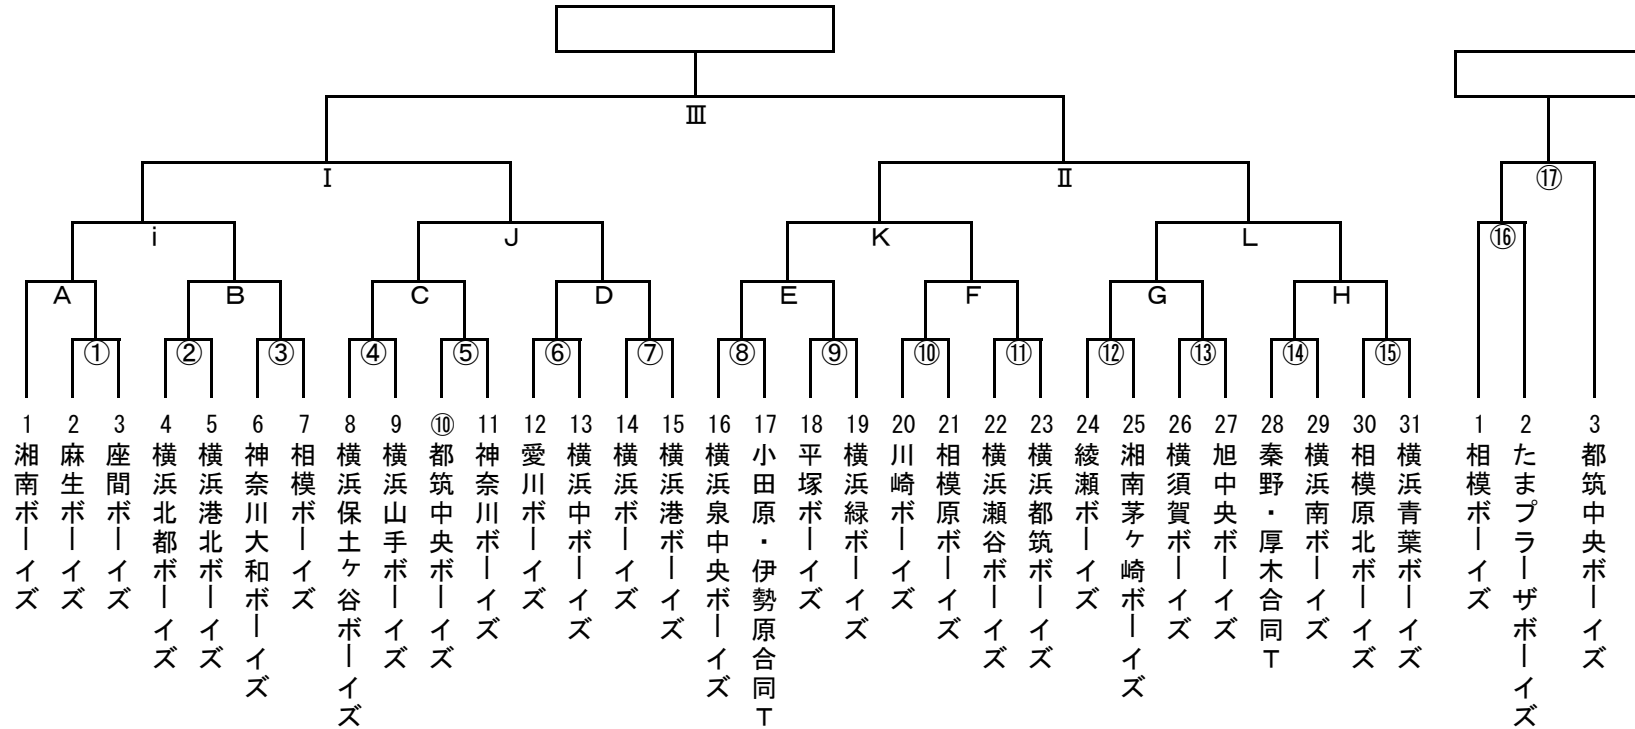 Ⅲ
Ⅰ
Ⅱ
⑰
i
J
K
L
⑯
A
B
C
D
E
F
G
H
①
②
③
④
⑤
⑥
⑦
⑧
⑨
⑩
⑪
⑫
⑬
⑭
⑮
1 湘南ボーイズ
2 麻生ボーイズ
3 座間ボーイズ
4 横浜北都ボーイズ
5 横浜港北ボーイズ
6 神奈川大和ボーイズ
7 相模ボーイズ
8 横浜保土ヶ谷ボーイズ
9 横浜山手ボーイズ
⑩ 都筑中央ボーイズ
11 神奈川ボーイズ
12 愛川ボーイズ
13 横浜中ボーイズ
14 横浜ボーイズ
15 横浜港ボーイズ
16 横浜泉中央ボーイズ
17 小田原・伊勢原合同T
18 平塚ボーイズ
19 横浜緑ボーイズ
20 川崎ボーイズ
21 相模原ボーイズ
22 横浜瀬谷ボーイズ
23 横浜都筑ボーイズ
24 綾瀬ボーイズ
25 湘南茅ヶ崎ボーイズ
26 横須賀ボーイズ
27 旭中央ボーイズ
28 秦野・厚木合同T
29 横浜南ボーイズ
30 相模原北ボーイズ
31 横浜青葉ボーイズ
1 相模ボーイズ
2 たまプラーザボーイズ
3 都筑中央ボーイズ